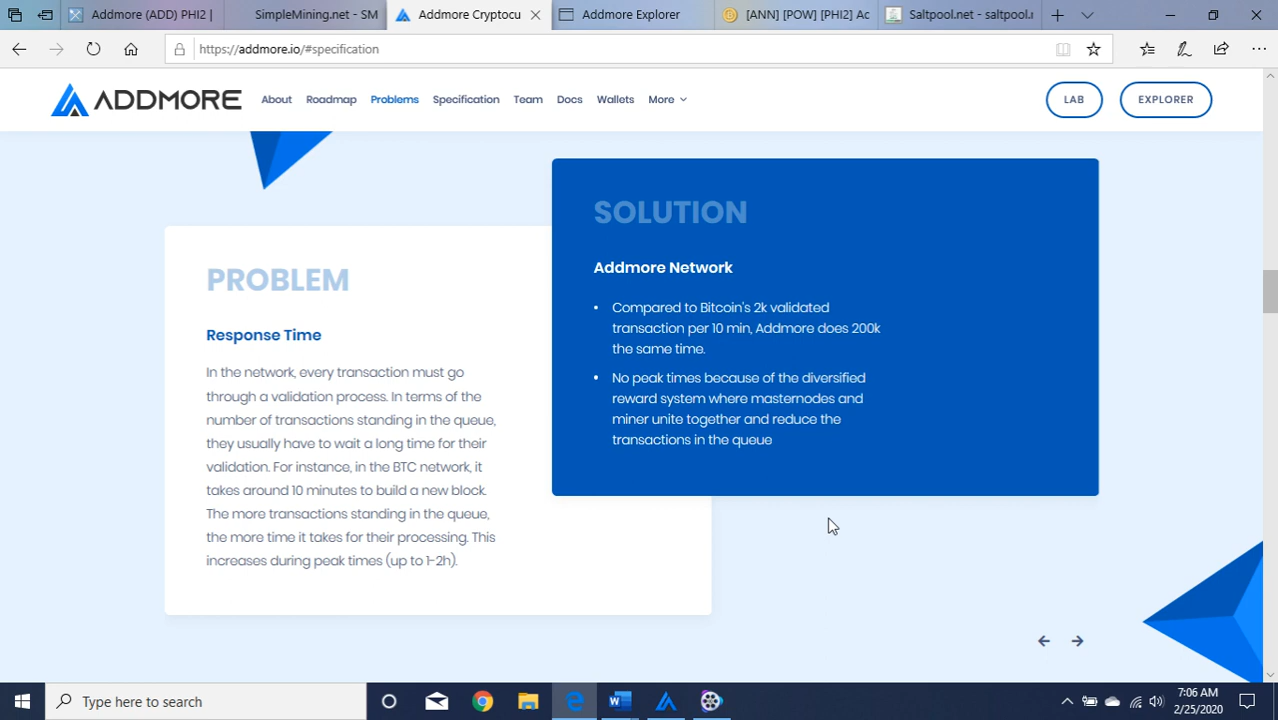 Addmore (ADD) PHI2 |
SimpleMining.net - SM
Addmore Cryptocu
Addmore Explorer
[ANN] [POW] [PHI2] Ac
Saltpool.net - saltpool.r
https://addmore.io/#specification
ADDMORE
About
Roadmap
Problems
Specification
Team
Docs
Wallets
More
LAB
EXPLORER
PROBLEM
Response Time
In the network, every transaction must go
through a validation process. In terms of the
number of transactions standing in the queue,
they usually have to wait a long time for their
validation. For instance, in the BTC network, it
takes around 10 minutes to build a new block.
The more transactions standing in the queue,
the more time it takes for their processing. This
increases during peak times (up to 1-2h).
SOLUTION
Addmore Network
• Compared to Bitcoin's 2k validated
transaction per 10 min, Addmore does 200k
the same time.
• No peak times because of the diversified
reward system where masternodes and
miner unite together and reduce the
transactions in the queue
Type here to search
7:06 AM
2/25/2020